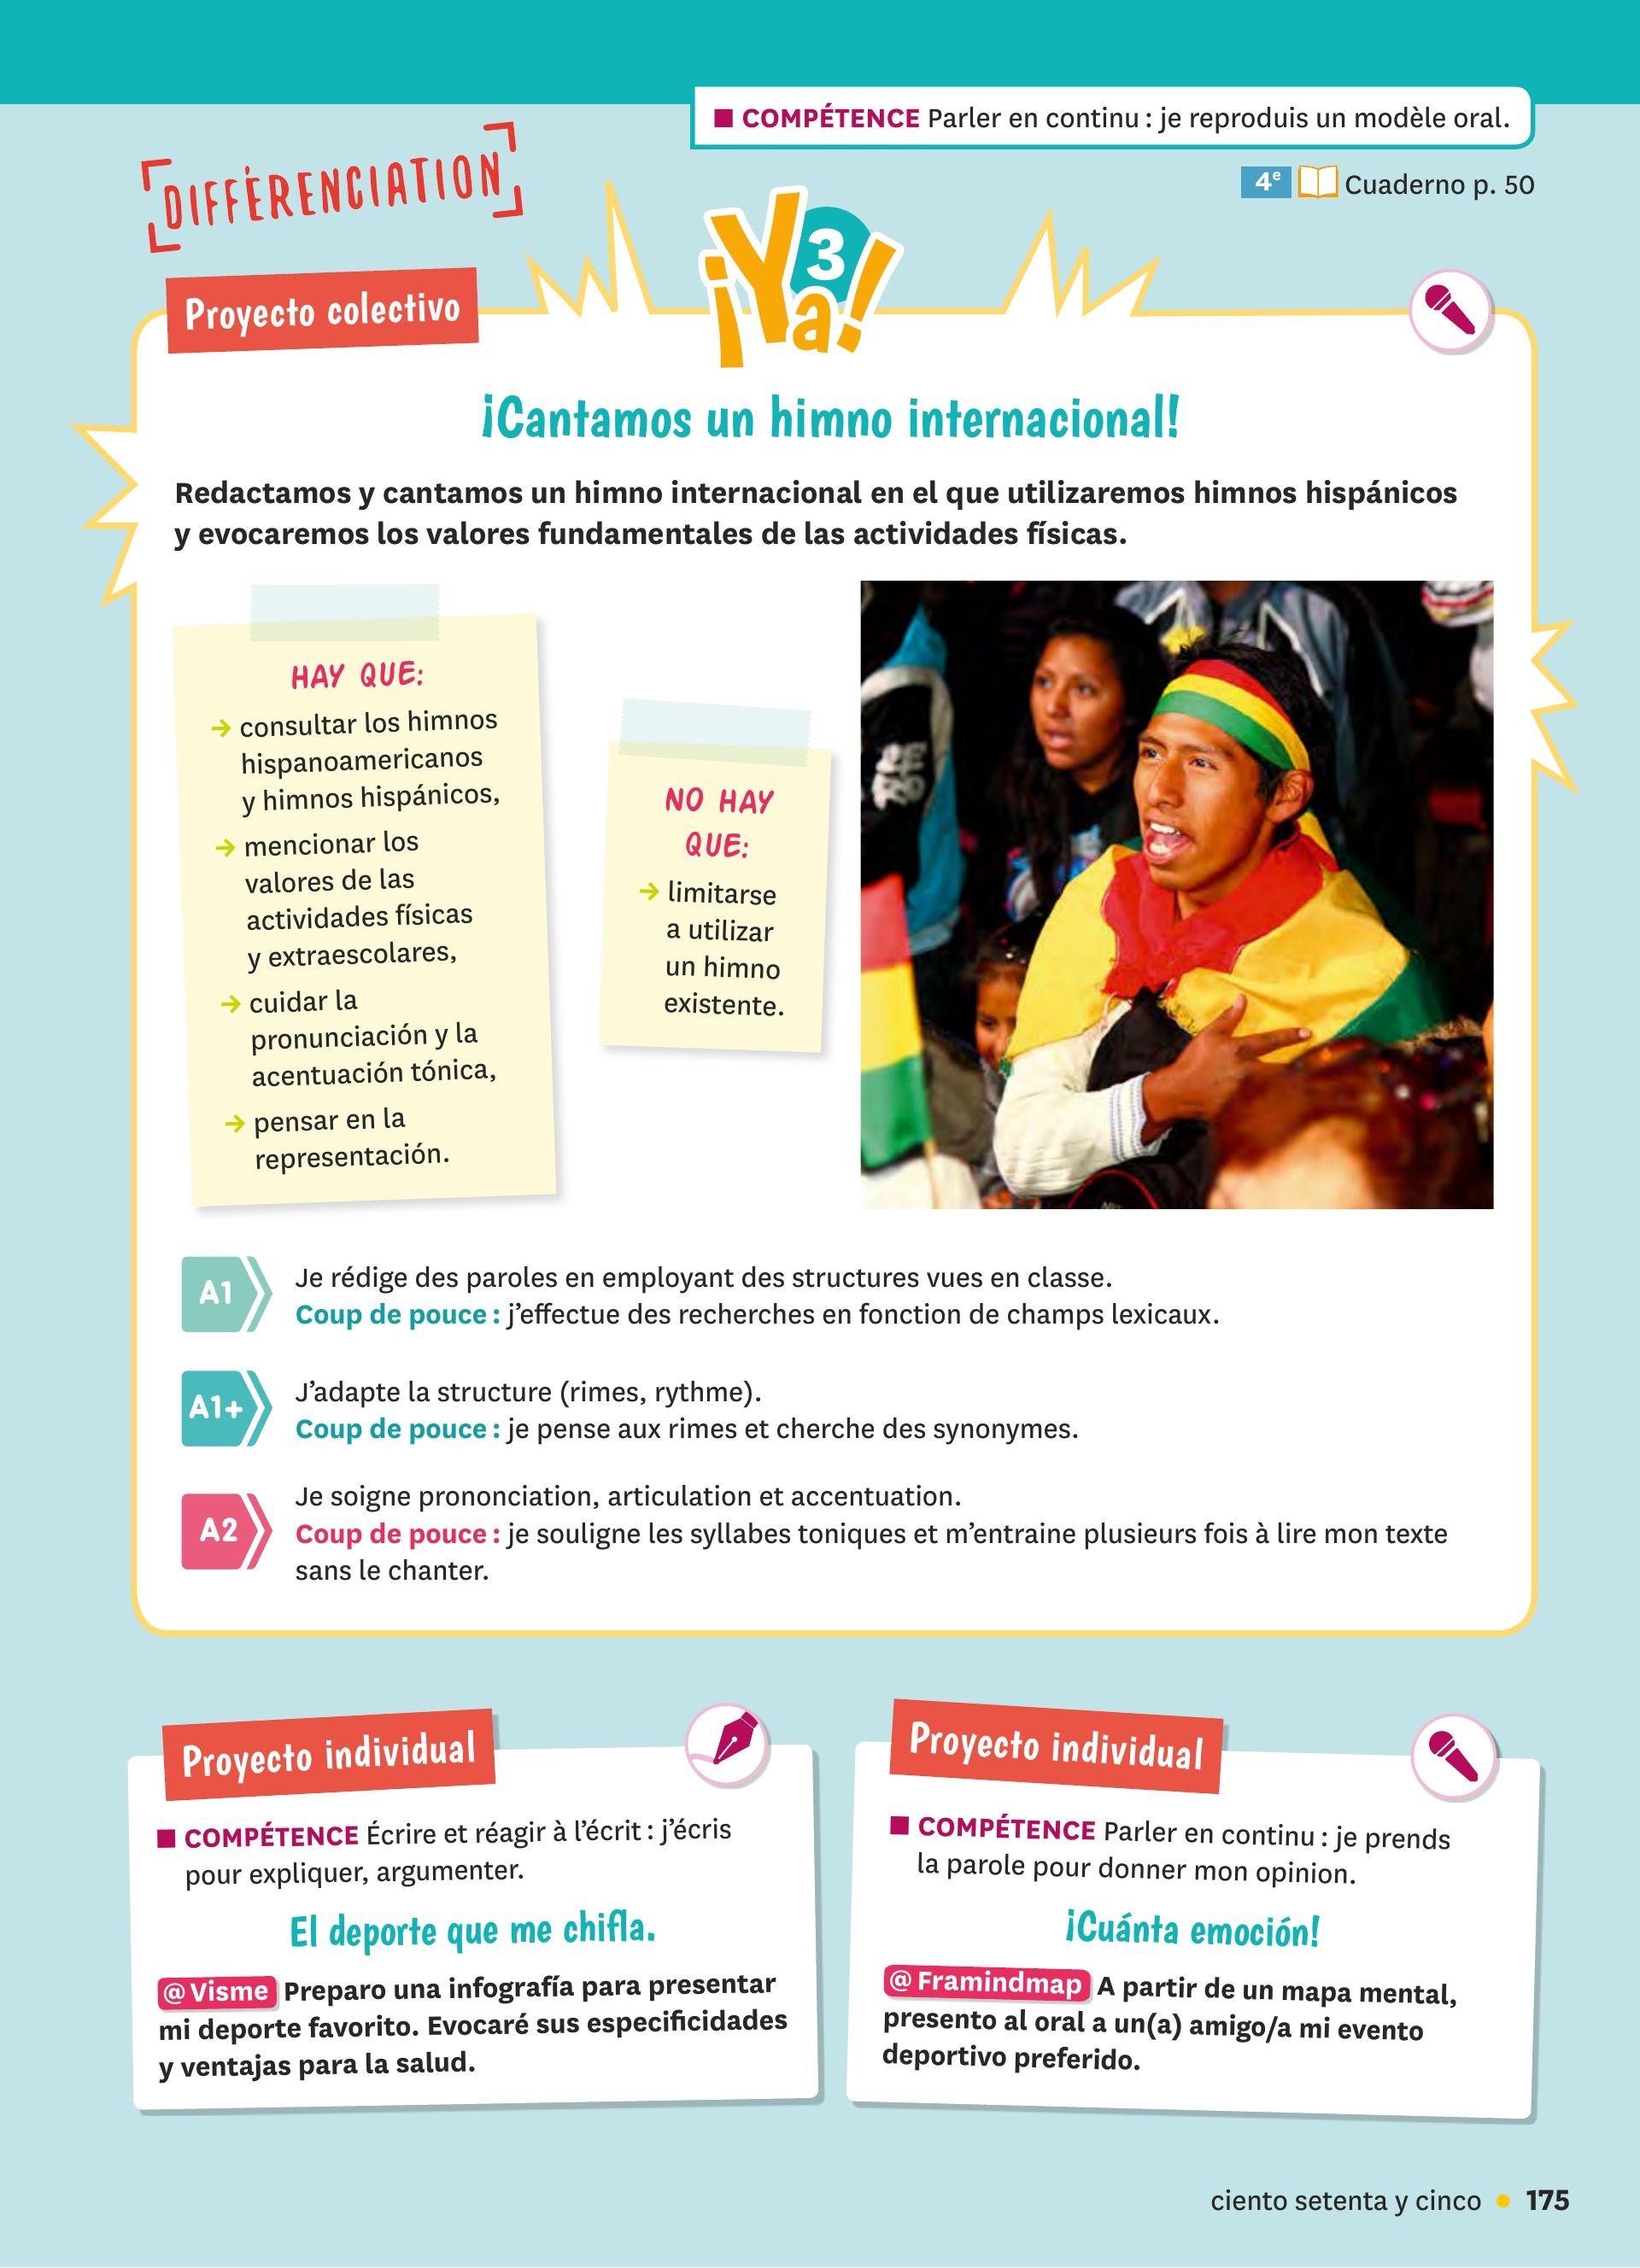 ■ COMPÉTENCE Parler en continu : je reproduis un modèle oral.
DIFFÉRENCIATION
4e Cuaderno p. 50
¡Ya! 3
Proyecto colectivo
¡Cantamos un himno internacional!
Redactamos y cantamos un himno internacional en el que utilizaremos himnos hispánicos
y evocaremos los valores fundamentales de las actividades físicas.
HAY QUE:
→ consultar los himnos
hispanoamericanos
y himnos hispánicos,
→ mencionar los
valores de las
actividades físicas
y extraescolares,
→ cuidar la
pronunciación y la
acentuación tónica,
→ pensar en la
representación.
NO HAY
QUE:
→ limitarse
a utilizar
un himno
existente.
A1
Je rédige des paroles en employant des structures vues en classe.
Coup de pouce : j'effectue des recherches en fonction de champs lexicaux.
A1+
J'adapte la structure (rimes, rythme).
Coup de pouce : je pense aux rimes et cherche des synonymes.
A2
Je soigne prononciation, articulation et accentuation.
Coup de pouce : je souligne les syllabes toniques et m'entraine plusieurs fois à lire mon texte
sans le chanter.
Proyecto individual
■ COMPÉTENCE Écrire et réagir à l'écrit : j'écris
pour expliquer, argumenter.
El deporte que me chifla.
@ Visme Preparo una infografía para presentar
mi deporte favorito. Evocaré sus especificidades
y ventajas para la salud.
Proyecto individual
■ COMPÉTENCE Parler en continu : je prends
la parole pour donner mon opinion.
¡Cuánta emoción!
@ Framindmap A partir de un mapa mental,
presento al oral a un(a) amigo/a mi evento
deportivo preferido.
ciento setenta y cinco • 175